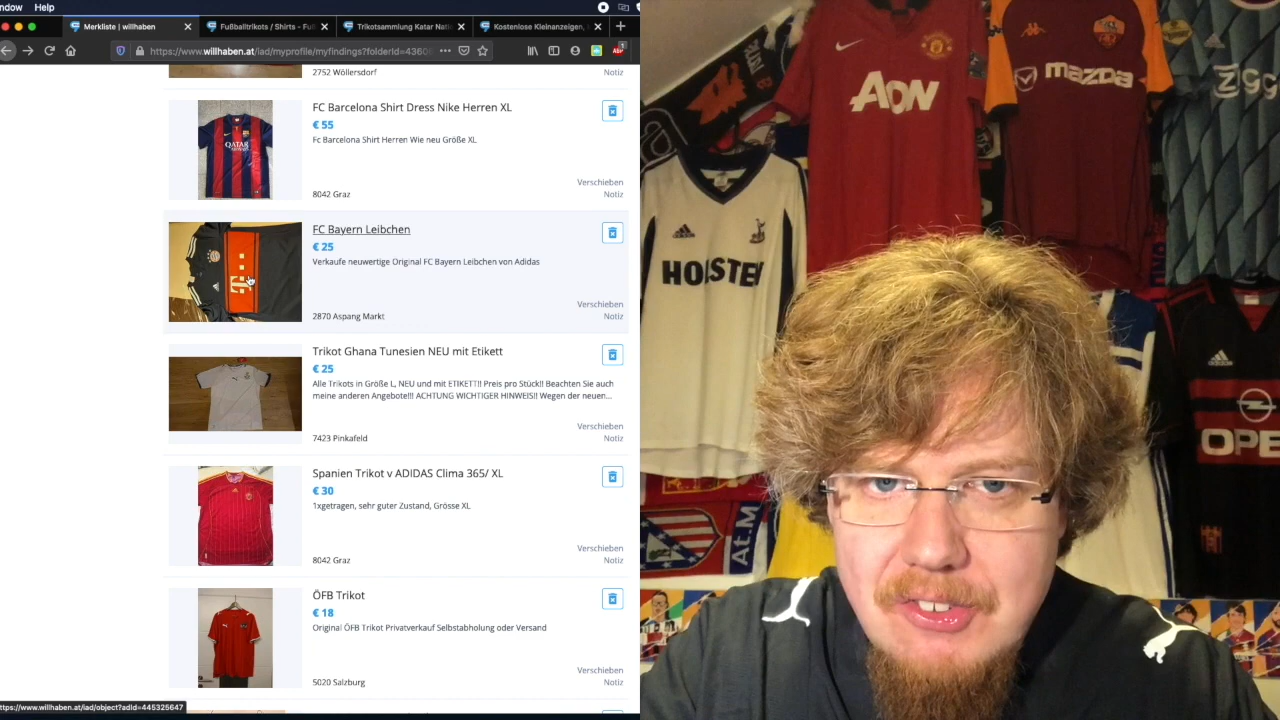 ndow Help
Merkliste | willhaben
Fußballtrikots / Shirts - Fuß
Trikotsammlung Katar Nati
Kostenlose Kleinanzeigen,
https://www.willhaben.at/iad/myprofile/myfindings?folderId=4360
2752 Wöllersdorf
Notiz
FC Barcelona Shirt Dress Nike Herren XL
€ 55
Fc Barcelona Shirt Herren Wie neu Größe XL
Verschieben
8042 Graz
Notiz
FC Bayern Leibchen
€ 25
Verkaufe neuwertige Original FC Bayern Leibchen von Adidas
Verschieben
2870 Aspang Markt
Notiz
Trikot Ghana Tunesien NEU mit Etikett
€ 25
Alle Trikots in Größe L, NEU und mit ETIKETT!! Preis pro Stück!! Beachten Sie auch
meine anderen Angebote!!! ACHTUNG WICHTIGER HINWEIS!! Wegen der neuen...
Verschieben
7423 Pinkafeld
Notiz
Spanien Trikot v ADIDAS Clima 365/ XL
€ 30
1xgetragen, sehr guter Zustand, Grösse XL
Verschieben
8042 Graz
Notiz
ÖFB Trikot
€ 18
Original ÖFB Trikot Privatverkauf Selbstabholung oder Versand
Verschieben
5020 Salzburg
Notiz
ttps://www.willhaben.at/iad/object?adId=445325647
QATAR
AON
mazda
HOLSTE
OPE
At.M